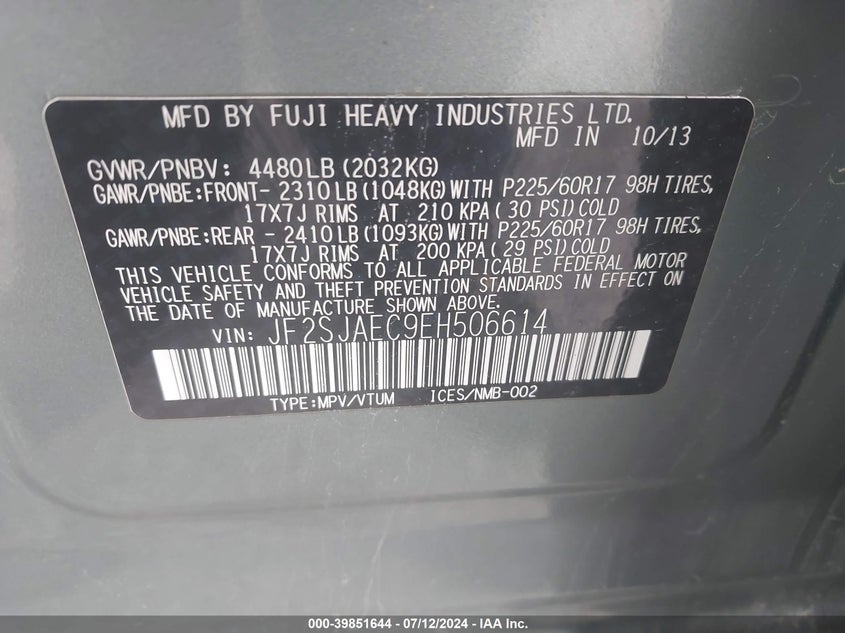 MFD BY FUJI HEAVY INDUSTRIES LTD.
MFD IN 10/13
GVWR/PNBV: 4480LB (2032KG)
GAWR/PNBE:FRONT- 2310LB (1048KG) WITH P225/60R17 98H TIRES,
17X7J RIMS AT 210 KPA ( 30 PSI) COLD
GAWR/PNBE:REAR - 2410LB (1093KG) WITH P225/60R17 98H TIRES,
17X7J RIMS AT 200 KPA ( 29 PSI) COLD
THIS VEHICLE CONFORMS TO ALL APPLICABLE FEDERAL MOTOR
VEHICLE SAFETY AND THEFT PREVENTION STANDARDS IN EFFECT ON
THE DATE OF MANUFACTURE SHOWN ABOVE.
VIN: JF2SJAEC9EH506614
TYPE:MPV/VTUM ICES/NMB-002
000-39851644 - 07/12/2024 - IAA Inc.